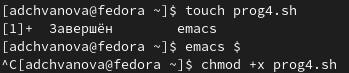 [adchvanova@fedora ~]$ touch prog4.sh
[1]+  Завершён      emacs
[adchvanova@fedora ~]$ emacs $
^C[adchvanova@fedora ~]$ chmod +x prog4.sh